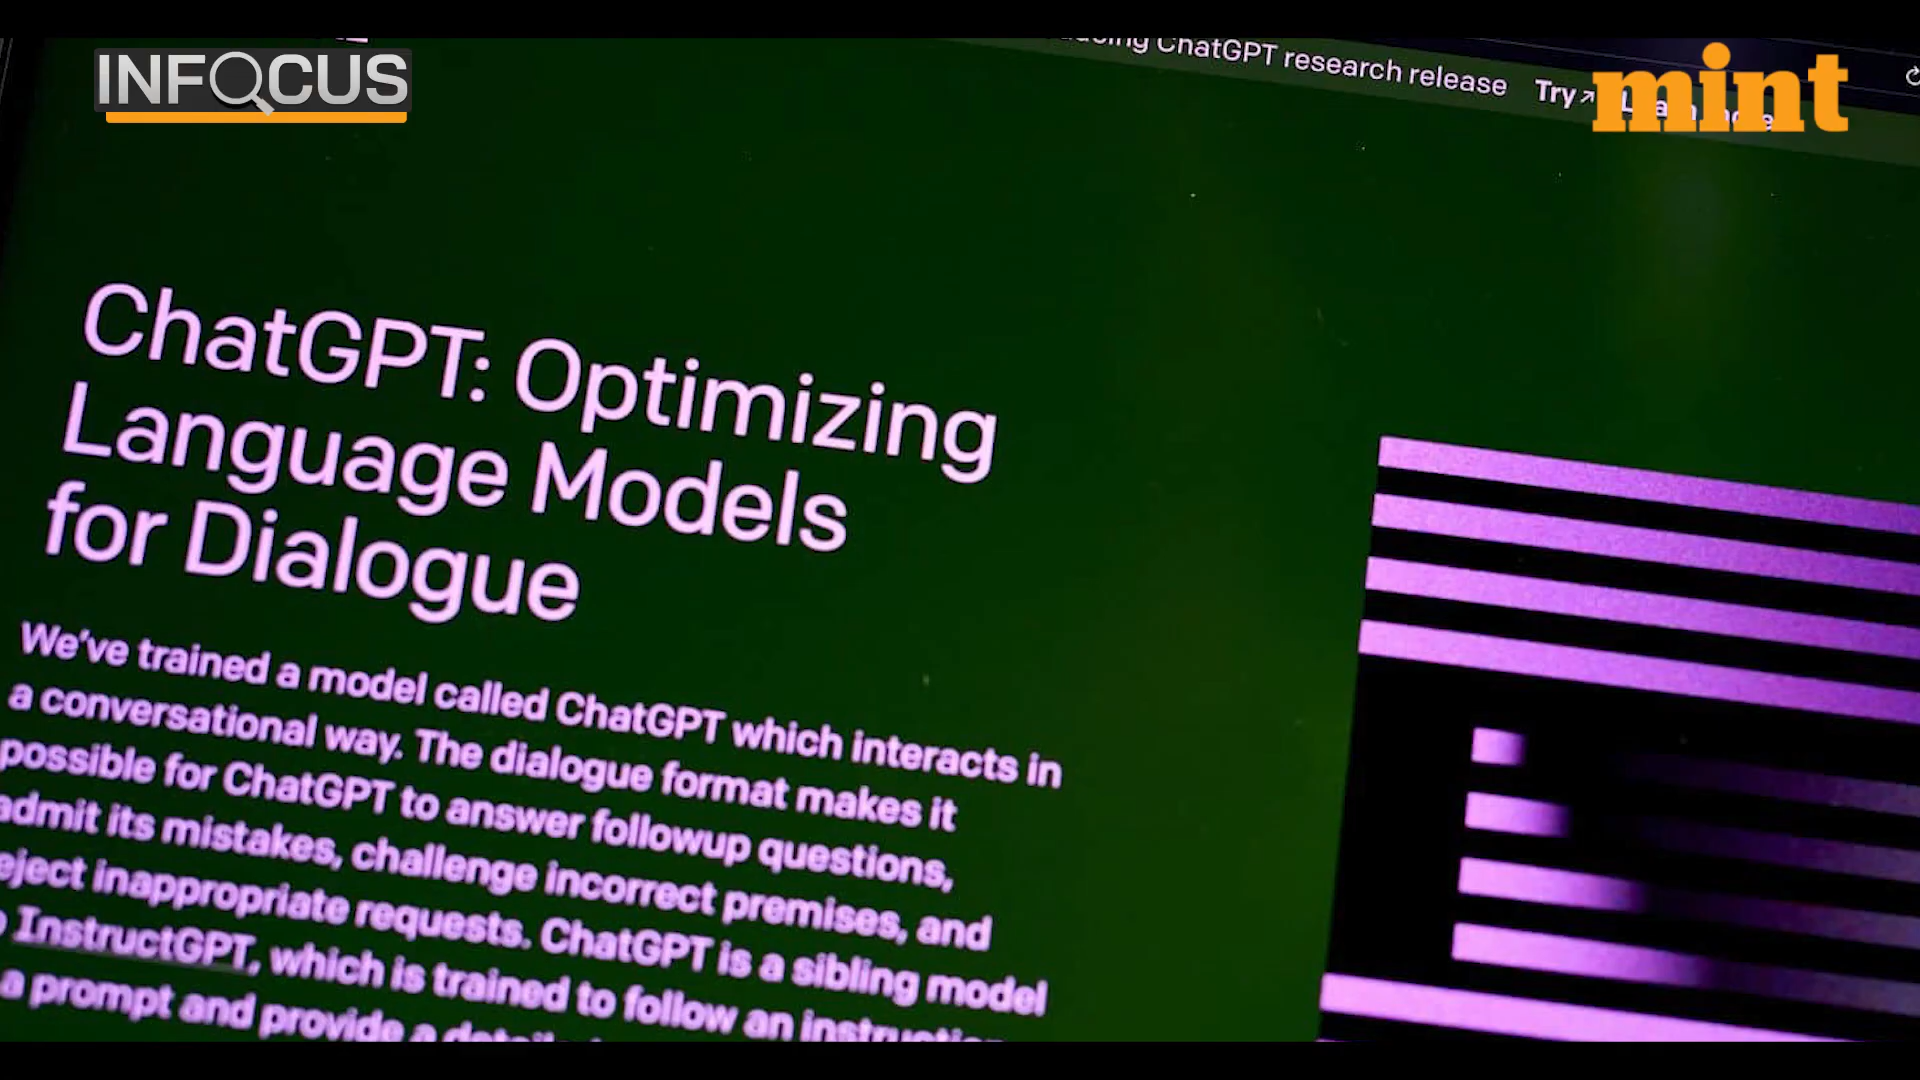 INFOCUS
mint
ChatGPT research release Try↗
ChatGPT: Optimizing
Language Models
for Dialogue
We've trained a model called ChatGPT which interacts in
a conversational way. The dialogue format makes it
possible for ChatGPT to answer followup questions,
admit its mistakes, challenge incorrect premises, and
eject inappropriate requests. ChatGPT is a sibling model
InstructGPT, which is trained to follow an
a prompt and provide a